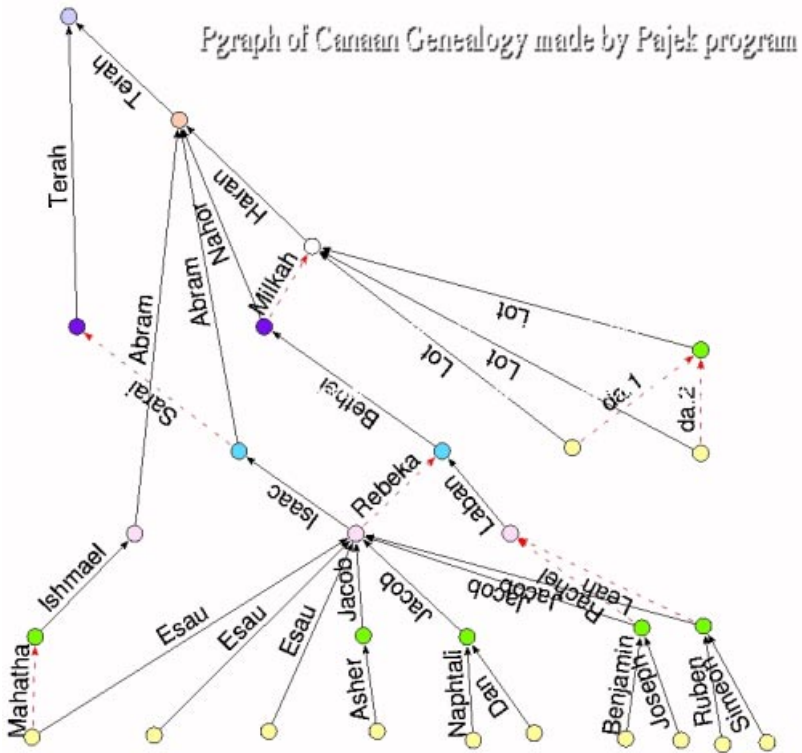 Pgraph of Canaan Genealogy made by Pajek program
Terah
Terah
Haran
Nahor
Abram
Abram
Milkah
Lot
Lot
Lot
da.1
da.2
Sarai
Bethel
Isaac
Rebeka
Laban
Ishmael
Esau
Esau
Esau
Jacob
Jacob
Jacob
Jacob
Rachel
Leah
Mahatha
Asher
Naphtali
Dan
Benjamin
Joseph
Ruben
Simeon